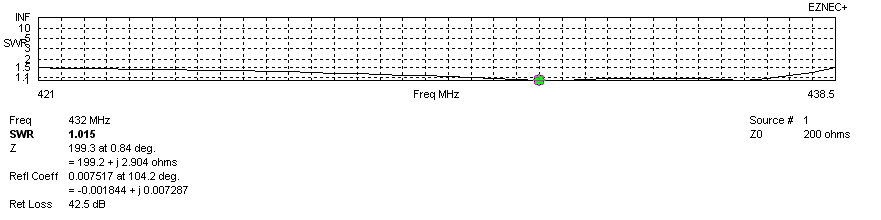 EZNEC+
INF
10
5
SWR
3
2
1.5
1.1
421
Freq MHz
438.5
Freq 432 MHz
SWR 1.015
Z 199.3 at 0.84 deg.
= 199.2 + j 2.904 ohms
Refl Coeff 0.007517 at 104.2 deg.
= -0.001844 + j 0.007287
Ret Loss 42.5 dB
Source # 1
Z0 200 ohms